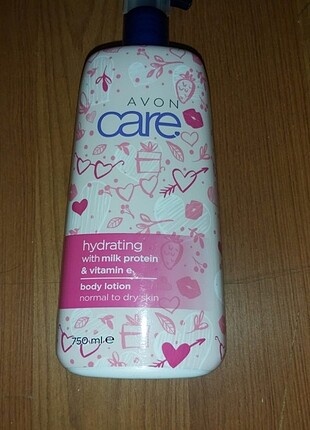 AVON
care.
hydrating
with milk protein
& vitamin e
body lotion
normal to dry skin
750 ml e